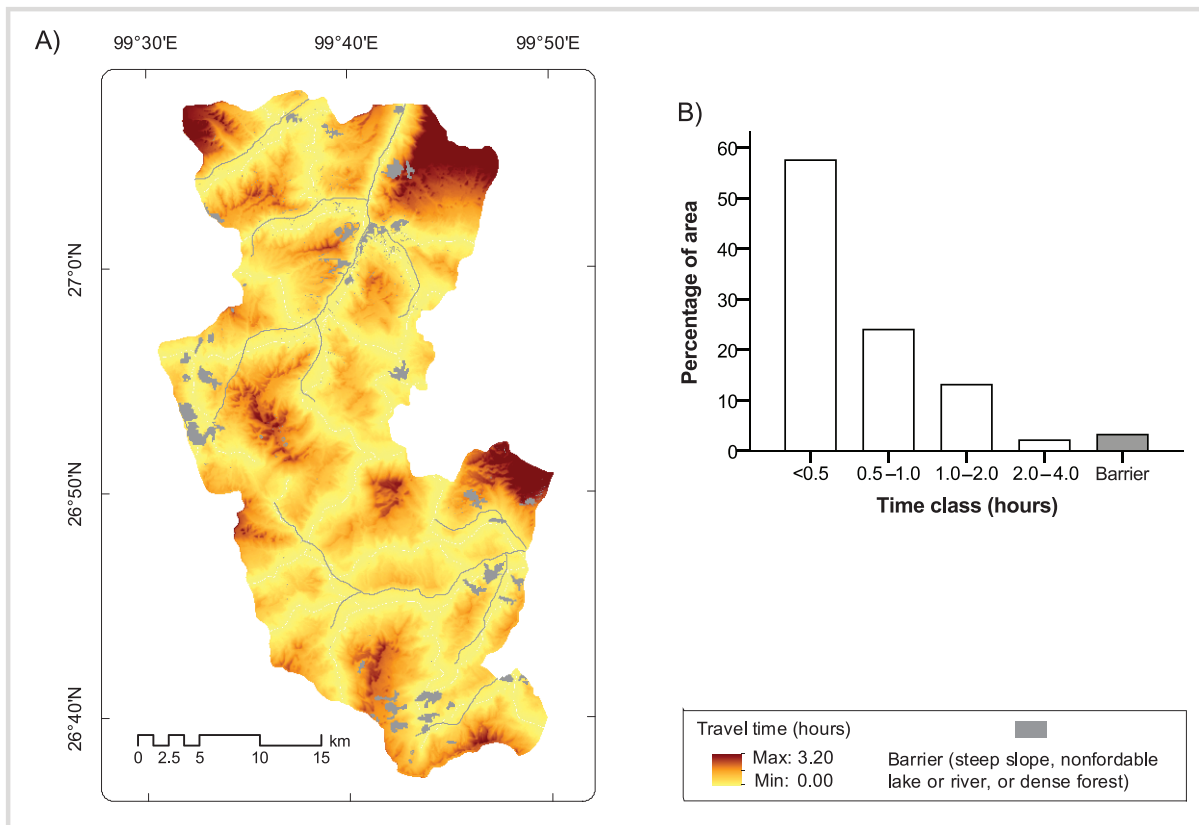 A)
99°30'E 99°40'E 99°50'E
27°0'N
26°50'N
26°40'N
km
0 2.5 5 10 15
B)
Percentage of area
60
50
40
30
20
10
0
<0.5 0.5–1.0 1.0–2.0 2.0–4.0 Barrier
Time class (hours)
Travel time (hours)
Max: 3.20
Min: 0.00
Barrier (steep slope, nonfordable
lake or river, or dense forest)